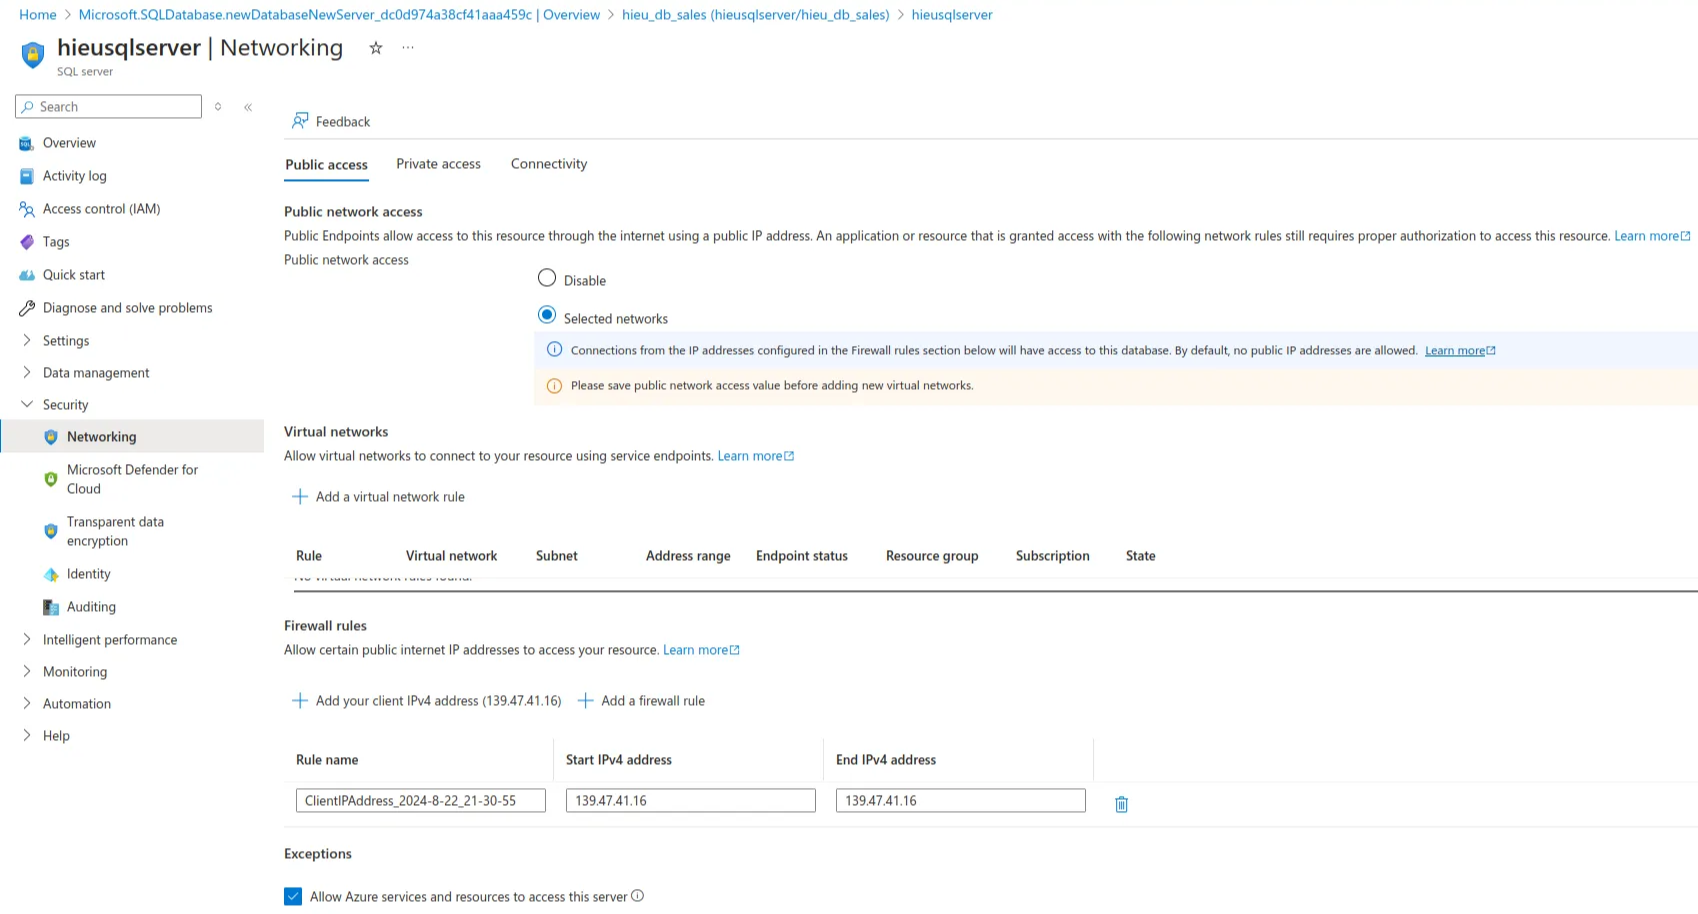 Home > Microsoft.SQLDatabase.newDatabaseNewServer_dc0d974a38cf41aaa459c | Overview > hieu_db_sales (hieusqlserver/hieu_db_sales) > hieusqlserver
hieusqlserver | Networking
SQL server
Search
Overview
Activity log
Access control (IAM)
Tags
Quick start
Diagnose and solve problems
Settings
Data management
Security
Networking
Microsoft Defender for
Cloud
Transparent data
encryption
Identity
Auditing
Intelligent performance
Monitoring
Automation
Help
Feedback
Public access Private access Connectivity
Public network access
Public Endpoints allow access to this resource through the internet using a public IP address. An application or resource that is granted access with the following network rules still requires proper authorization to access this resource. Learn more
Public network access
Disable
Selected networks
Connections from the IP addresses configured in the Firewall rules section below will have access to this database. By default, no public IP addresses are allowed. Learn more
Please save public network access value before adding new virtual networks.
Virtual networks
Allow virtual networks to connect to your resource using service endpoints. Learn more
+ Add a virtual network rule
Rule Virtual network Subnet Address range Endpoint status Resource group Subscription State
No virtual network rules found.
Firewall rules
Allow certain public internet IP addresses to access your resource. Learn more
+ Add your client IPv4 address (139.47.41.16) + Add a firewall rule
Rule name Start IPv4 address End IPv4 address
ClientIPAddress_2024-8-22_21-30-55 139.47.41.16 139.47.41.16
Exceptions
Allow Azure services and resources to access this server